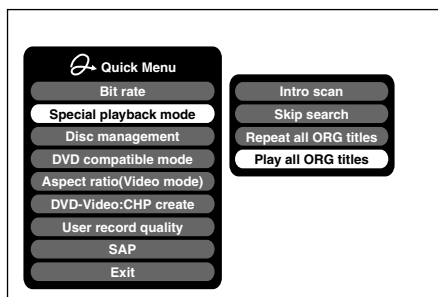 Quick Menu
Bit rate
Special playback mode
Disc management
DVD compatible mode
Aspect ratio(Video mode)
DVD-Video:CHP create
User record quality
SAP
Exit
Intro scan
Skip search
Repeat all ORG titles
Play all ORG titles